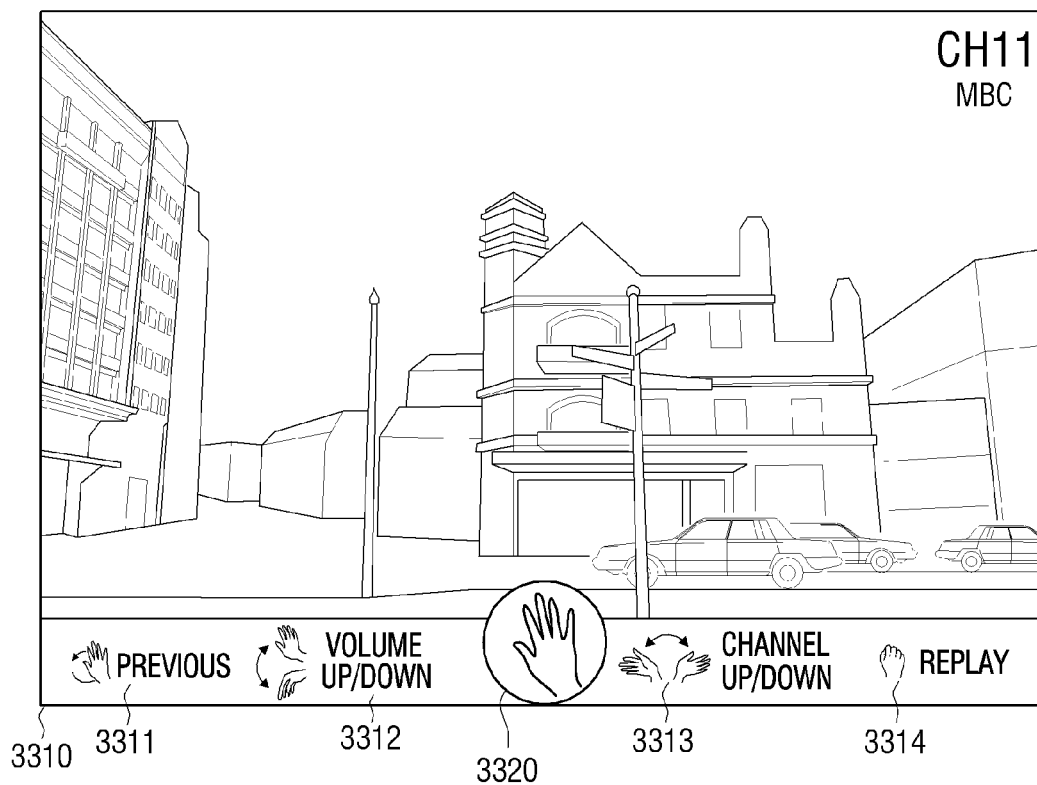 CH11
MBC
PREVIOUS
VOLUME
UP/DOWN
CHANNEL
UP/DOWN
REPLAY
3310
3311
3312
3320
3313
3314